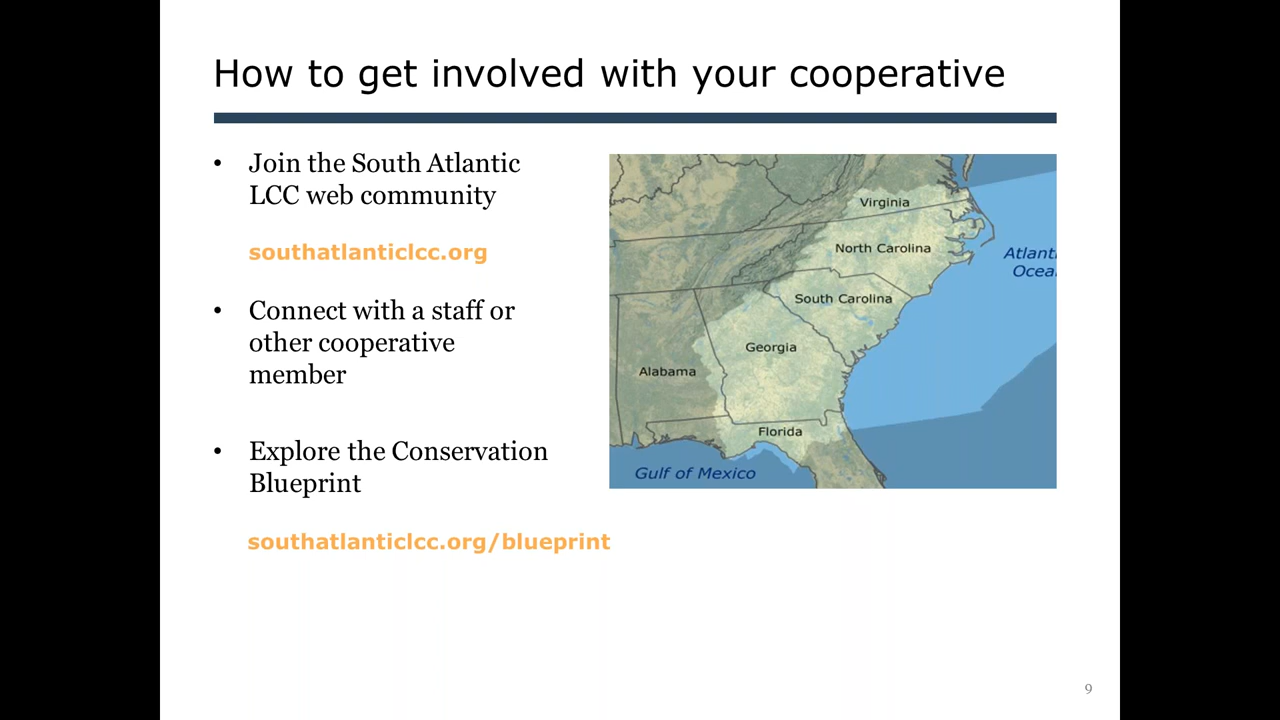 How to get involved with your cooperative
• Join the South Atlantic
LCC web community
southatlanticlcc.org
• Connect with a staff or
other cooperative
member
• Explore the Conservation
Blueprint
southatlanticlcc.org/blueprint
Virginia
North Carolina
Atlanti
Ocea
South Carolina
Georgia
Alabama
Florida
Gulf of Mexico
9